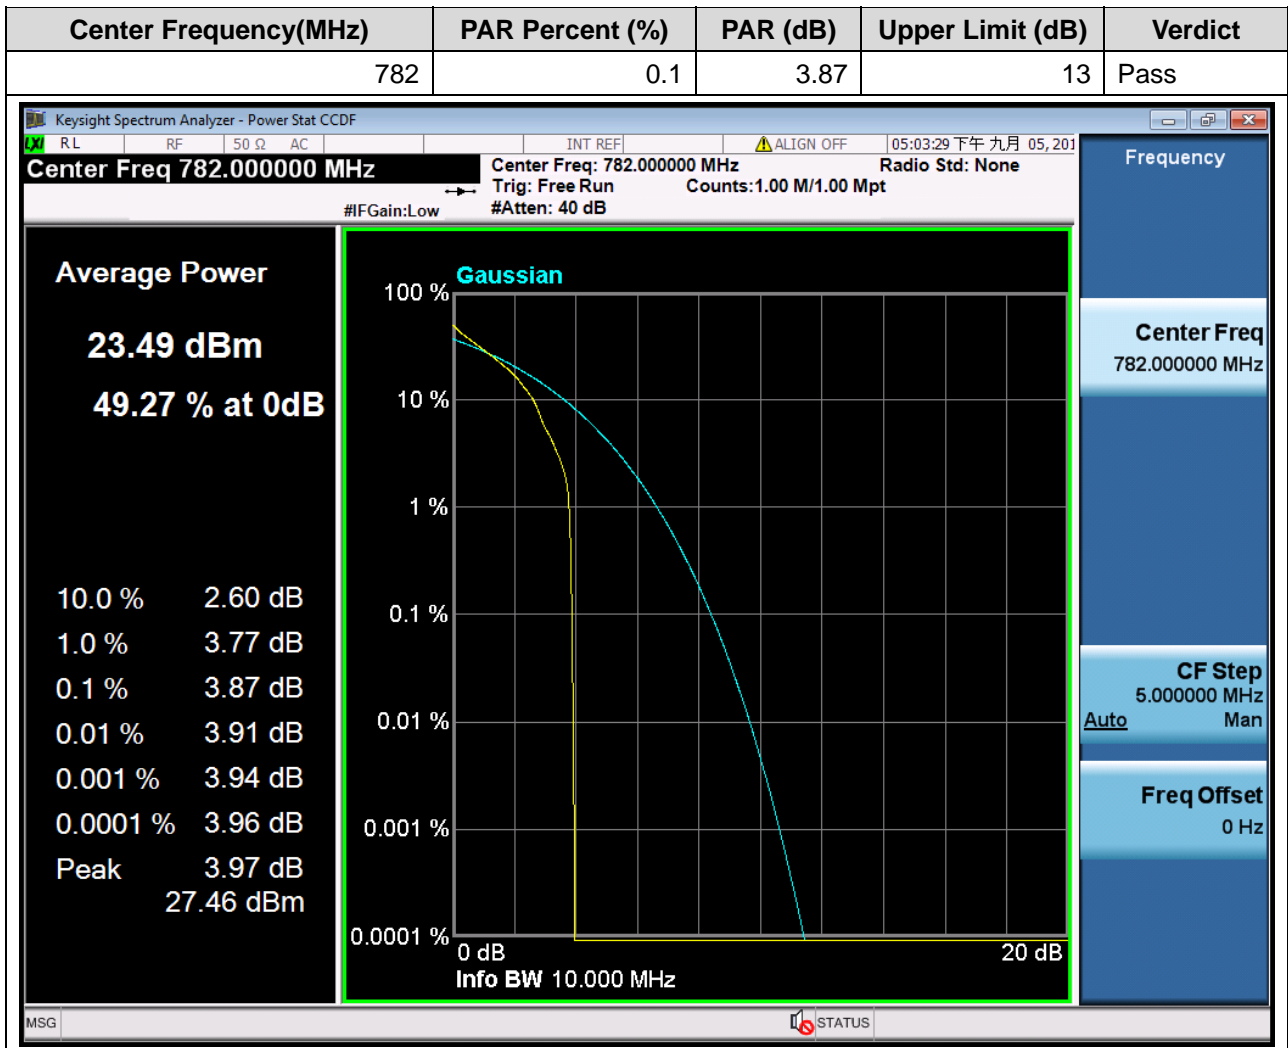 Center Frequency(MHz) PAR Percent (%) PAR (dB) Upper Limit (dB) Verdict
782 0.1 3.87 13 Pass
Keysight Spectrum Analyzer - Power Stat CCDF
LXI RL RF 50 Ω AC INT REF ALIGN OFF 05:03:29 下午 九月 05, 201
Center Freq 782.000000 MHz
Center Freq: 782.000000 MHz Radio Std: None
Trig: Free Run Counts:1.00 M/1.00 Mpt
#IFGain:Low #Atten: 40 dB
Average Power
23.49 dBm
49.27 % at 0dB
10.0 % 2.60 dB
1.0 % 3.77 dB
0.1 % 3.87 dB
0.01 % 3.91 dB
0.001 % 3.94 dB
0.0001 % 3.96 dB
Peak 3.97 dB
27.46 dBm
Gaussian
100 %
10 %
1 %
0.1 %
0.01 %
0.001 %
0.0001 %
0 dB 20 dB
Info BW 10.000 MHz
Frequency
Center Freq
782.000000 MHz
CF Step
5.000000 MHz
Auto Man
Freq Offset
0 Hz
MSG STATUS